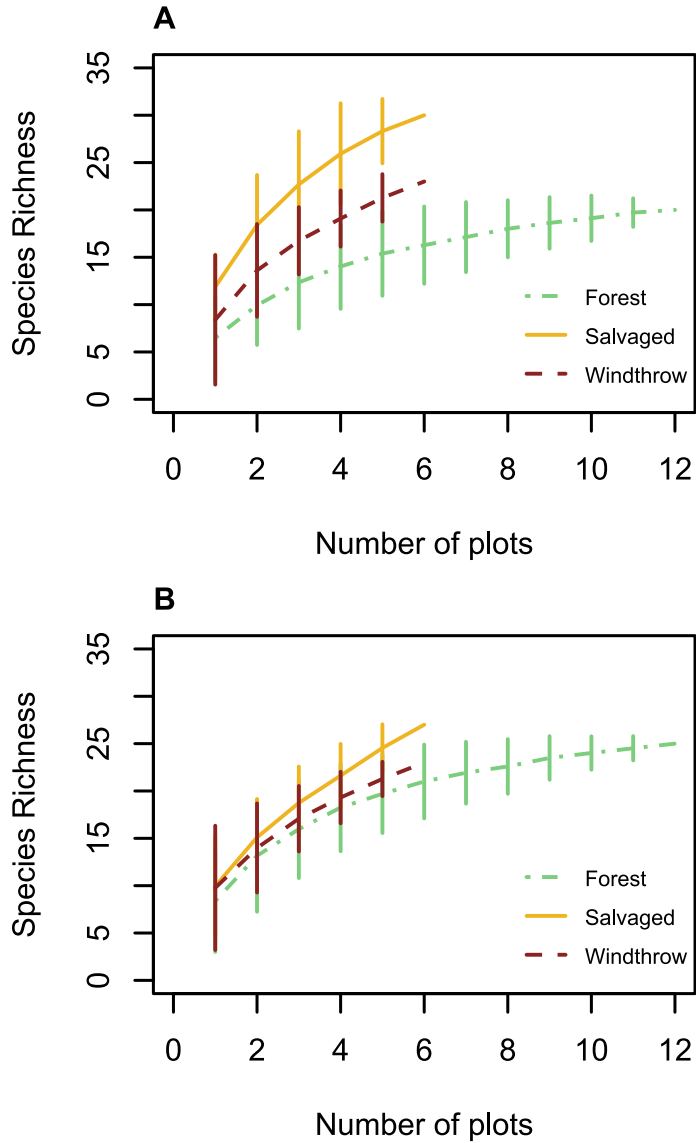 A
Species Richness
35
25
15
5
0
Forest
Salvaged
Windthrow
0 2 4 6 8 10 12
Number of plots
B
Species Richness
35
25
15
5
0
Forest
Salvaged
Windthrow
0 2 4 6 8 10 12
Number of plots